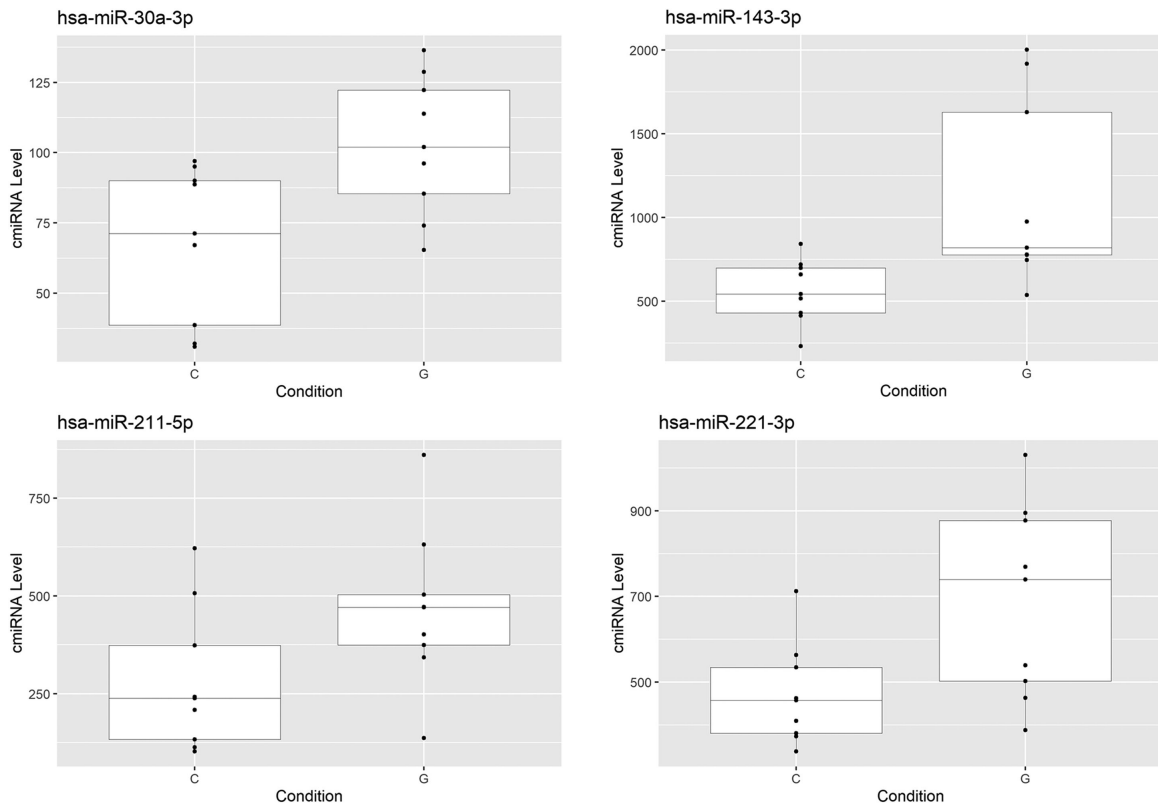 hsa-miR-30a-3p
cmiRNA Level
125
100
75
50
C
G
Condition
hsa-miR-143-3p
cmiRNA Level
2000
1500
1000
500
C
G
Condition
hsa-miR-211-5p
cmiRNA Level
750
500
250
C
G
Condition
hsa-miR-221-3p
cmiRNA Level
900
700
500
C
G
Condition